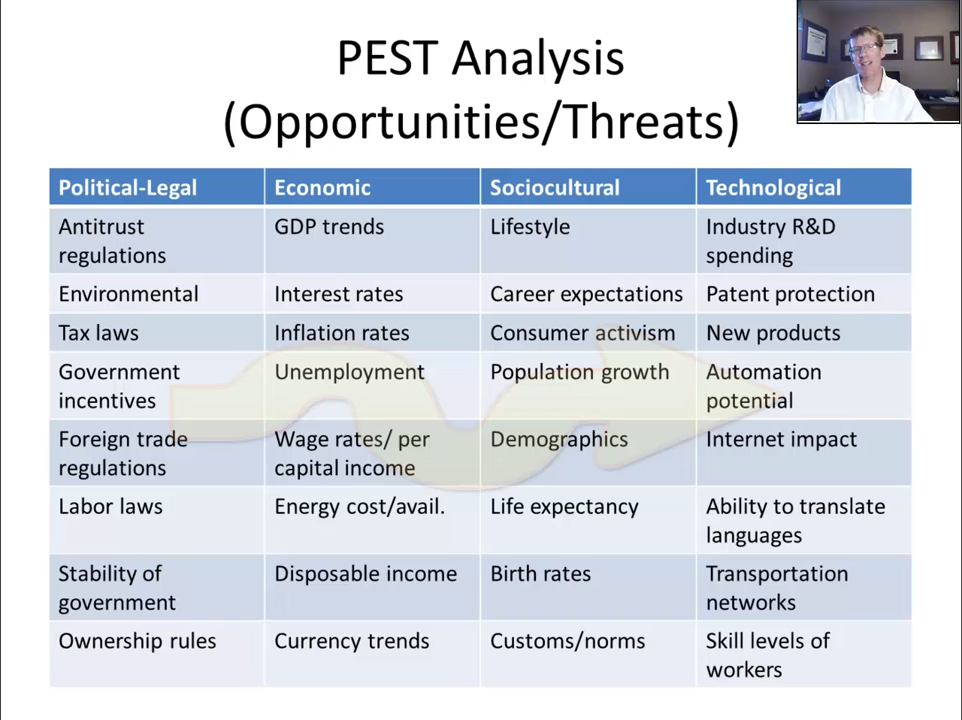 PEST Analysis
(Opportunities/Threats)
Political-Legal Economic Sociocultural Technological
Antitrust regulations GDP trends Lifestyle Industry R&D spending
Environmental Interest rates Career expectations Patent protection
Tax laws Inflation rates Consumer activism New products
Government incentives Unemployment Population growth Automation potential
Foreign trade regulations Wage rates/ per capital income Demographics Internet impact
Labor laws Energy cost/avail. Life expectancy Ability to translate languages
Stability of government Disposable income Birth rates Transportation networks
Ownership rules Currency trends Customs/norms Skill levels of workers